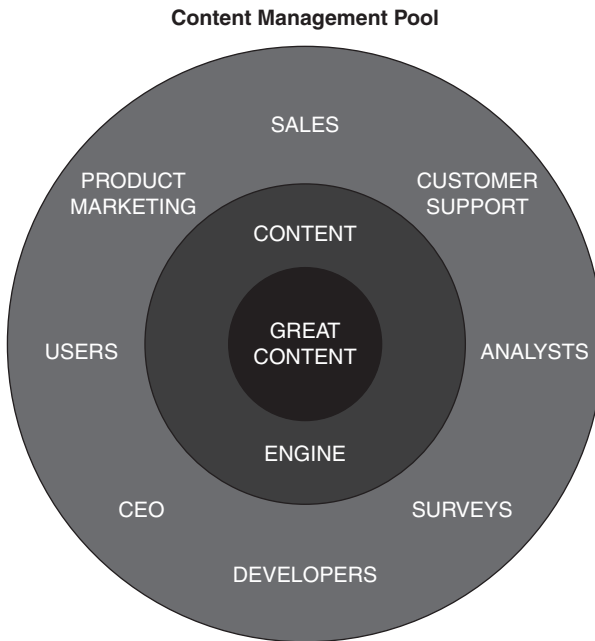 Content Management Pool
SALES
PRODUCT
MARKETING
CUSTOMER
SUPPORT
CONTENT
GREAT
CONTENT
USERS
ANALYSTS
ENGINE
CEO
SURVEYS
DEVELOPERS